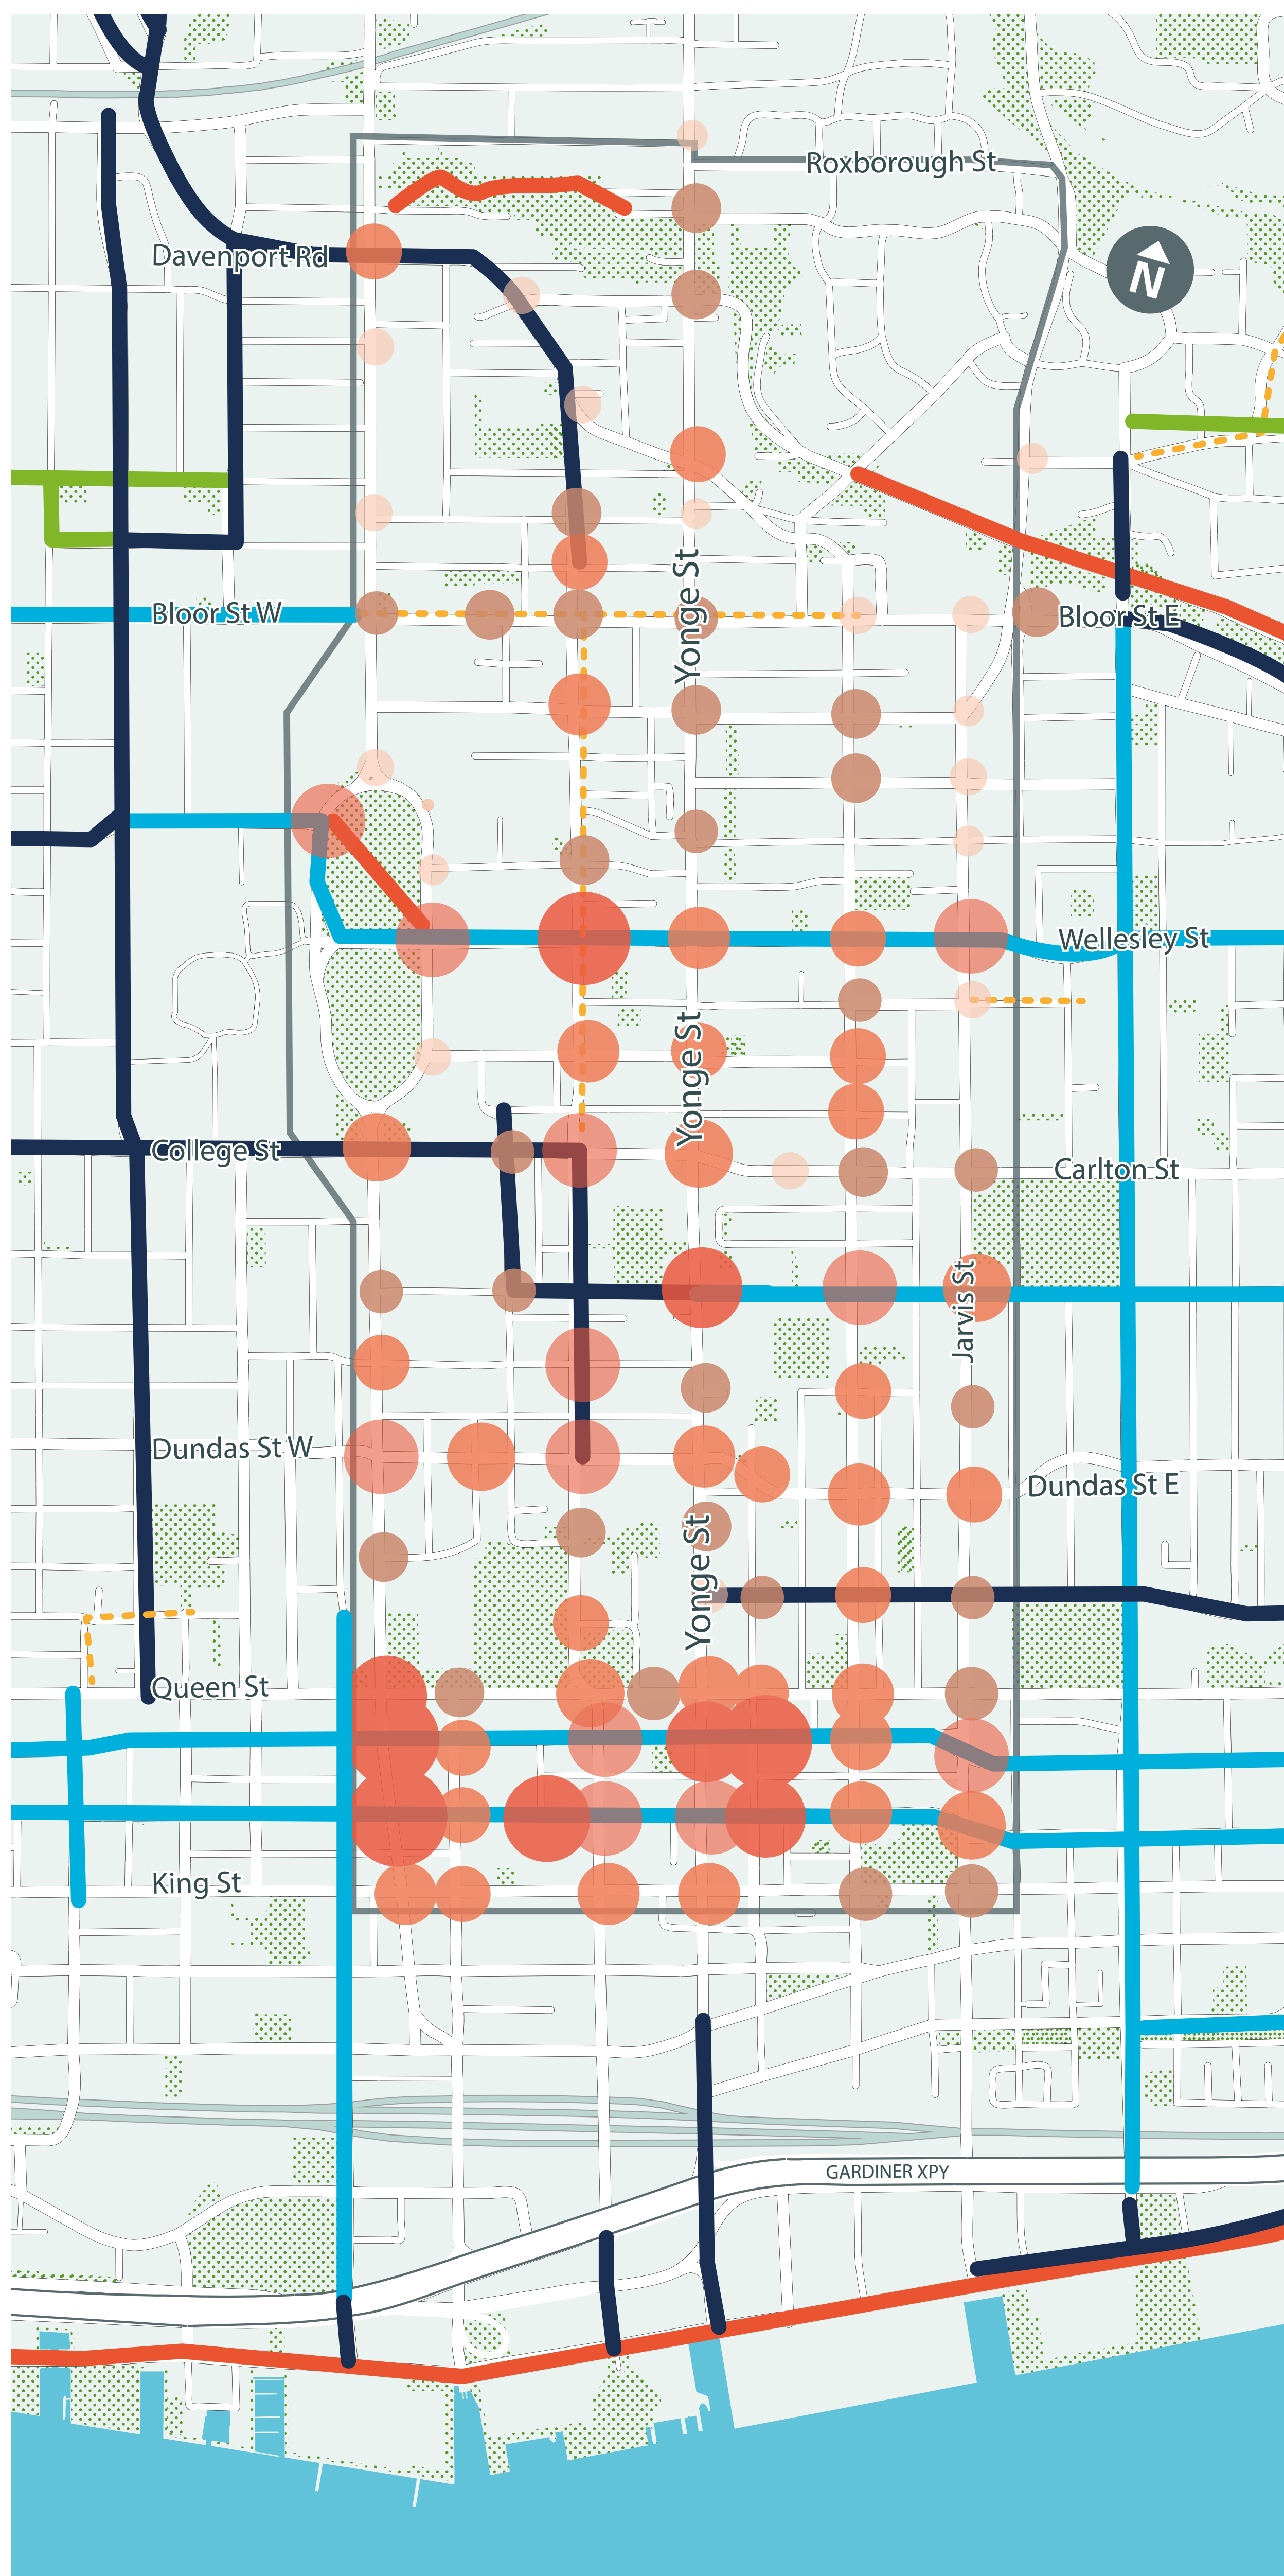 Roxborough St
Davenport Rd
N
Yonge St
Bloor St W
Bloor St E
Wellesley St
Yonge St
College St
Carlton St
Jarvis St
Dundas St W
Dundas St E
Yonge St
Queen St
King St
GARDINER XPY